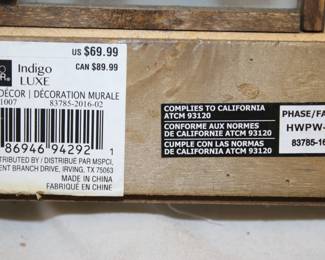 US $69.99
Indigo
LUXE
CAN $89.99
DÉCOR | DÉCORATION MURALE
1007 83785-2016-02
86946 94292 1
TRIBUTED BY / DISTRIBUÉ PAR MSPCI,
ENT BRANCH DRIVE, IRVING, TX 75063
MADE IN CHINA
FABRIQUÉ EN CHINE
COMPLIES TO CALIFORNIA
ATCM 93120
CONFORME AUX NORMES
DE CALIFORNIA ATCM 93120
CUMPLE CON LAS NORMAS
DE CALIFORNIA ATCM 93120
PHASE/FA
HWPW-
83785-16